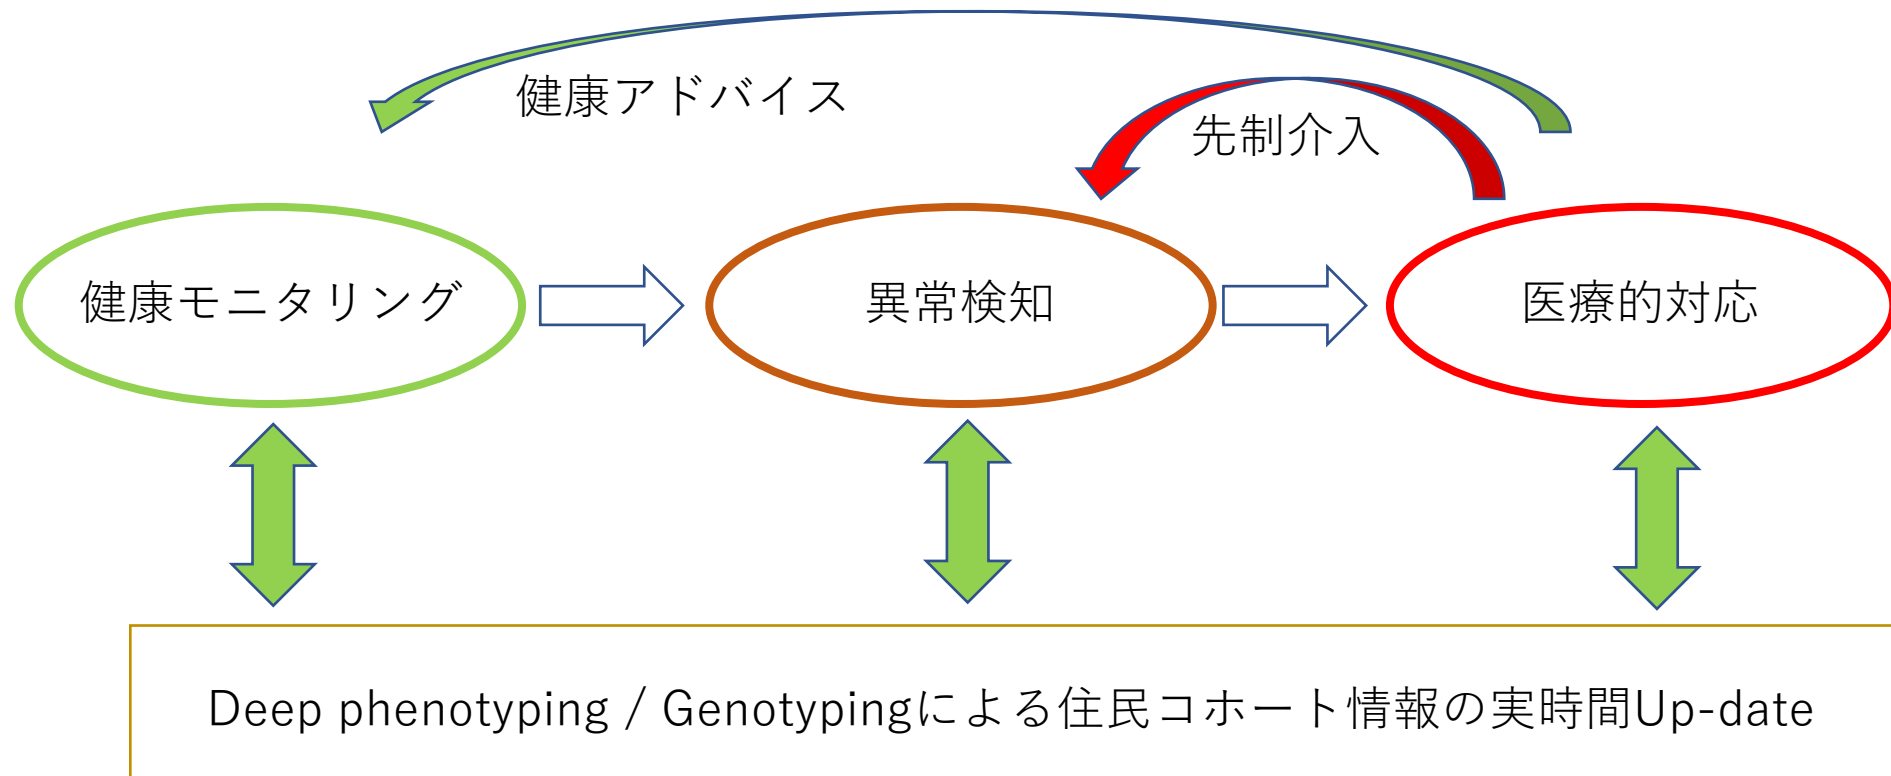 健康アドバイス
先制介入
健康モニタリング
異常検知
医療的対応
Deep phenotyping / Genotypingによる住民コホート情報の実時間Up-date